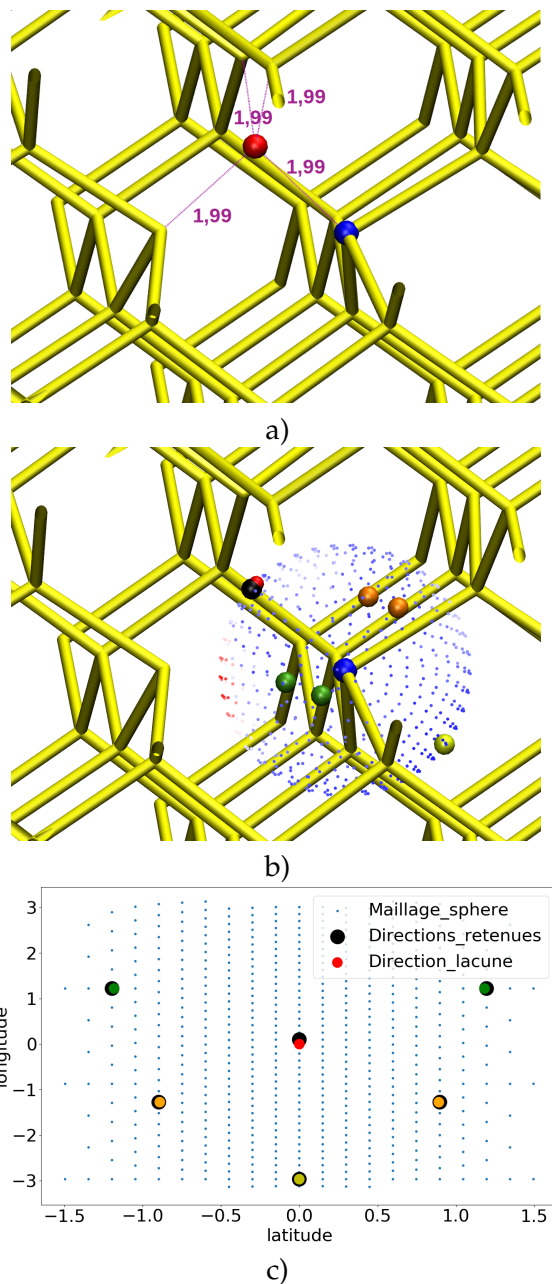 1,99
1,99
1,99
1,99
a)
b)
Maillage_sphere
Directions_retenues
Direction_lacune
3
2
1
0
−1
−2
−3
longitude
−1.5
−1.0
−0.5
0.0
0.5
1.0
1.5
latitude
c)